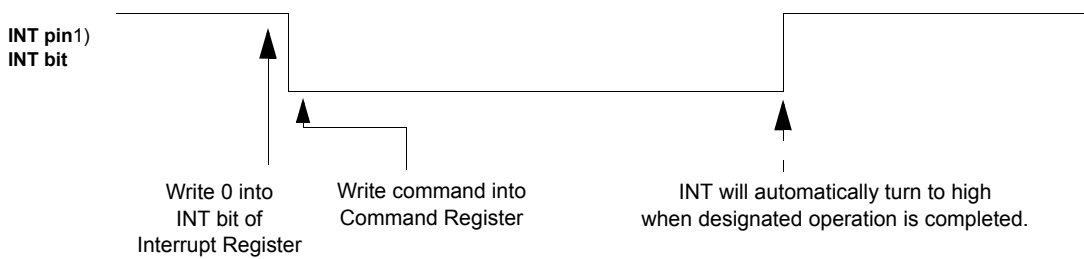 INT pin1)
INT bit
Write 0 into
INT bit of
Interrupt Register
Write command into
Command Register
INT will automatically turn to high
when designated operation is completed.